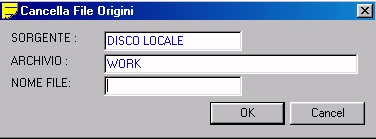 Cancella File Origini
SORGENTE : DISCO LOCALE
ARCHIVIO : WORK
NOME FILE:
OK Cancel